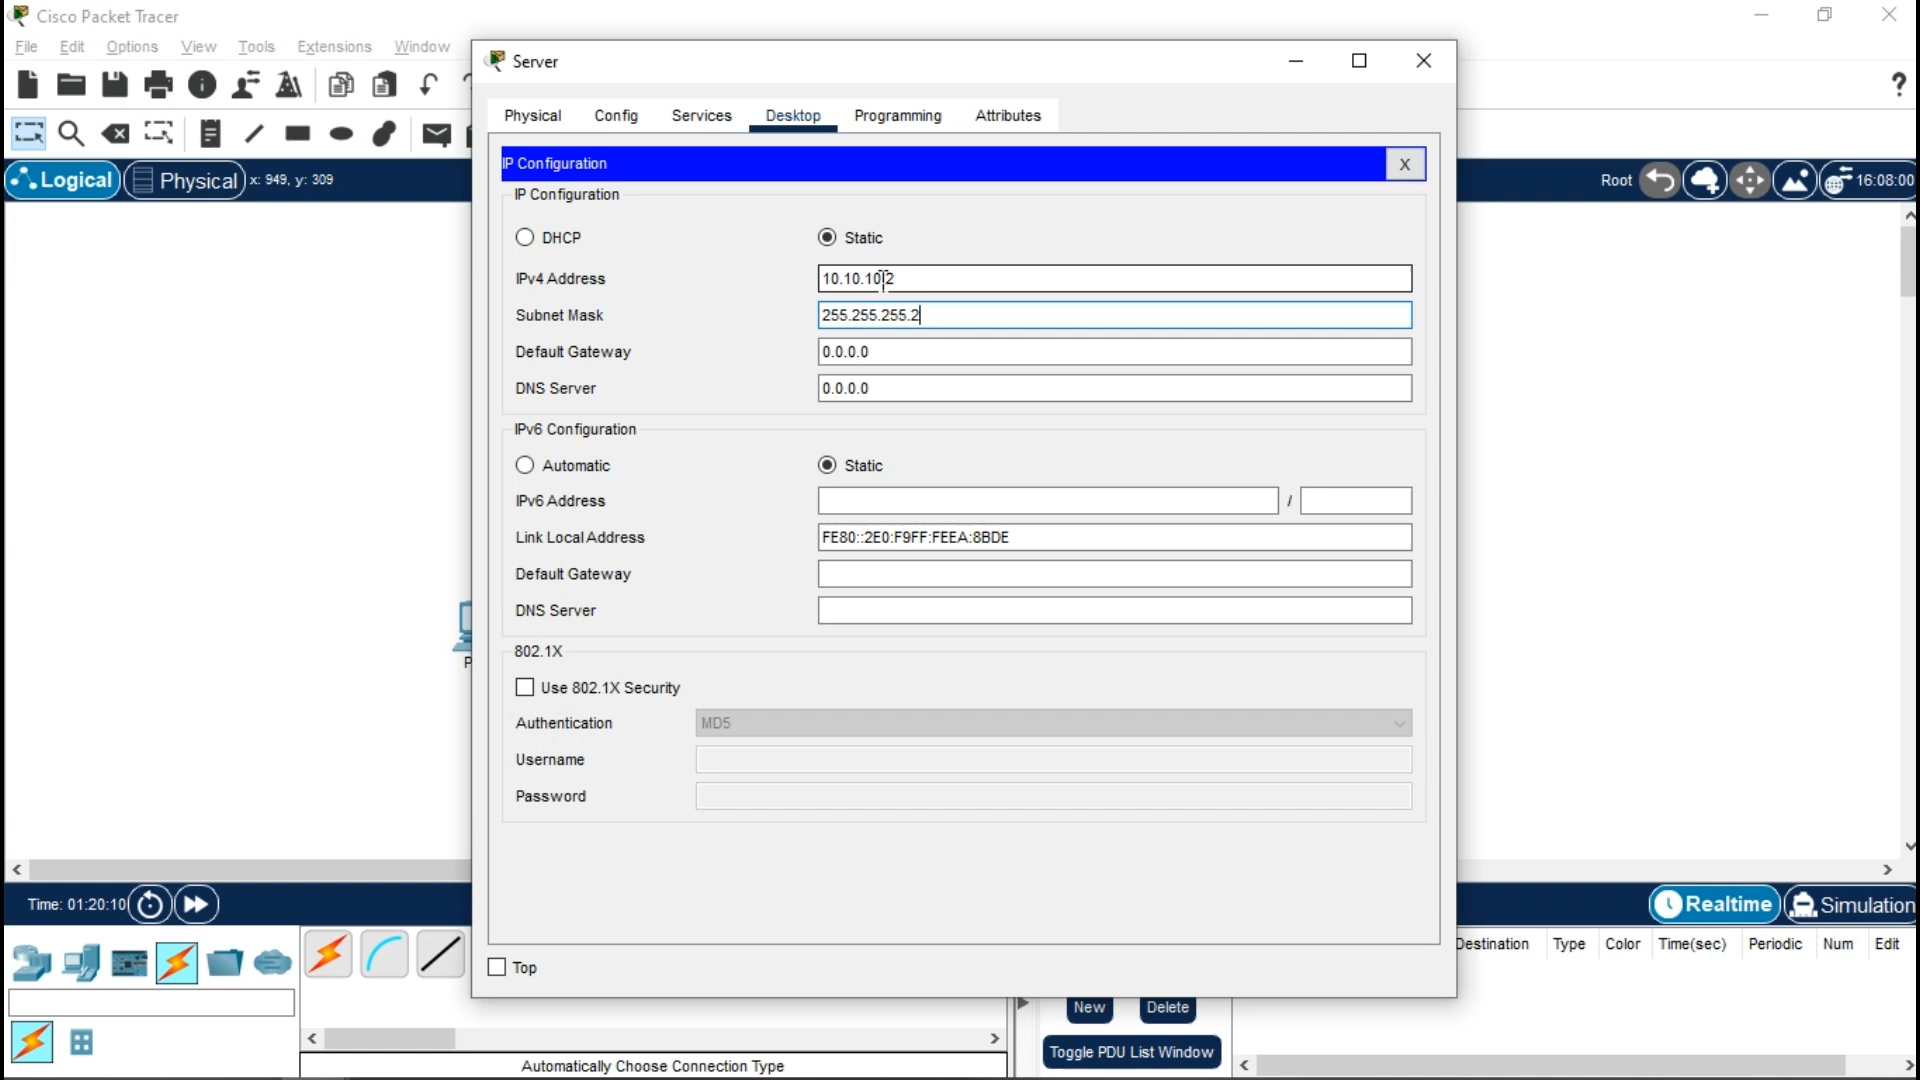 Cisco Packet Tracer
File Edit Options View Tools Extensions Window
Server
Physical Config Services Desktop Programming Attributes
Logical Physical x: 949, y: 309
Root 16:08:00
IP Configuration X
IP Configuration
DHCP Static
IPv4 Address 10.10.10.2
Subnet Mask 255.255.255.2
Default Gateway 0.0.0.0
DNS Server 0.0.0.0
IPv6 Configuration
Automatic Static
IPv6 Address /
Link Local Address FE80::2E0:F9FF:FEEA:8BDE
Default Gateway
DNS Server
802.1X
Use 802.1X Security
Authentication MD5
Username
Password
P
Top
Time: 01:20:10
Realtime Simulation
Destination Type Color Time(sec) Periodic Num Edit
New Delete
Toggle PDU List Window
Automatically Choose Connection Type
?